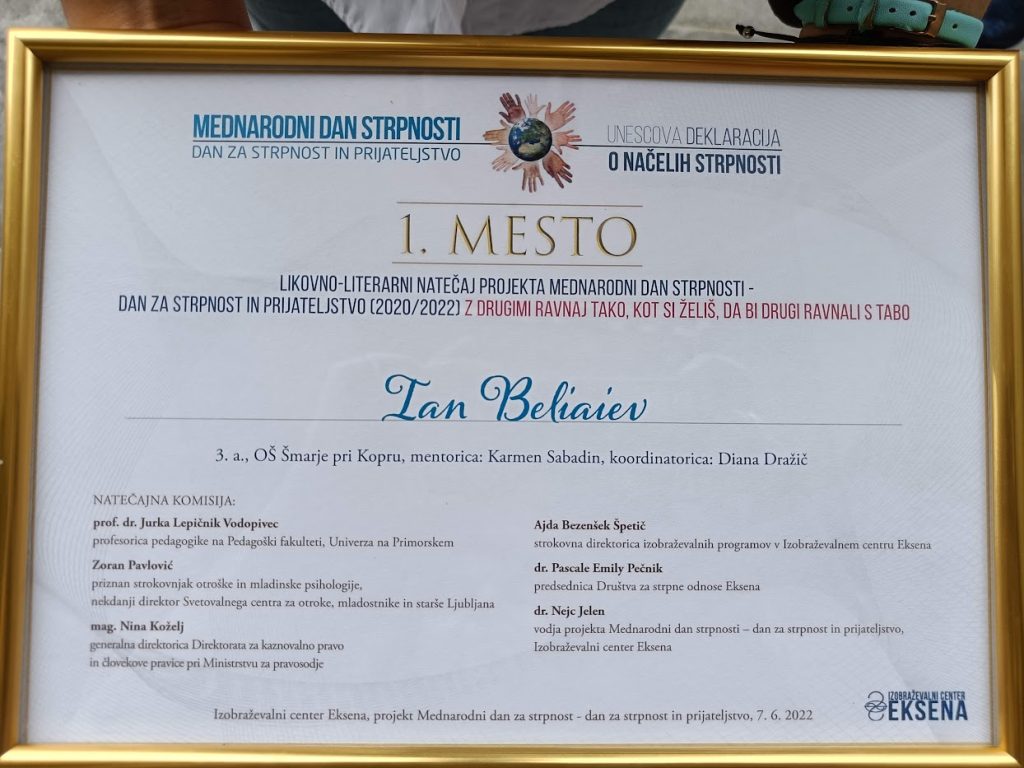 MEDNARODNI DAN STRPNOSTI
DAN ZA STRPNOST IN PRIJATELJSTVO
UNESCOVA DEKLARACIJA
O NAČELIH STRPNOSTI
1. MESTO
LIKOVNO-LITERARNI NATEČAJ PROJEKTA MEDNARODNI DAN STRPNOSTI -
DAN ZA STRPNOST IN PRIJATELJSTVO (2020/2022) Z DRUGIMI RAVNAJ TAKO, KOT SI ŽELIŠ, DA BI DRUGI RAVNALI S TABO
Ian Beliaiev
3. a., OŠ Šmarje pri Kopru, mentorica: Karmen Sabadin, koordinatorica: Diana Dražič
NATEČAJNA KOMISIJA:
prof. dr. Jurka Lepičnik Vodopivec
profesorica pedagogike na Pedagoški fakulteti, Univerza na Primorskem
Zoran Pavlović
priznan strokovnjak otroške in mladinske psihologije,
nekdanji direktor Svetovalnega centra za otroke, mladostnike in starše Ljubljana
mag. Nina Koželj
generalna direktorica Direktorata za kaznovalno pravo
in človekove pravice pri Ministrstvu za pravosodje
Ajda Bezenšek Špetič
strokovna direktorica izobraževalnih programov v Izobraževalnem centru Eksena
dr. Pascale Emily Pečnik
predsednica Društva za strpne odnose Eksena
dr. Nejc Jelen
vodja projekta Mednarodni dan strpnosti – dan za strpnost in prijateljstvo,
Izobraževalni center Eksena
Izobraževalni center Eksena, projekt Mednarodni dan za strpnost - dan za strpnost in prijateljstvo, 7. 6. 2022
IZOBRAŽEVALNI CENTER
EKSENA